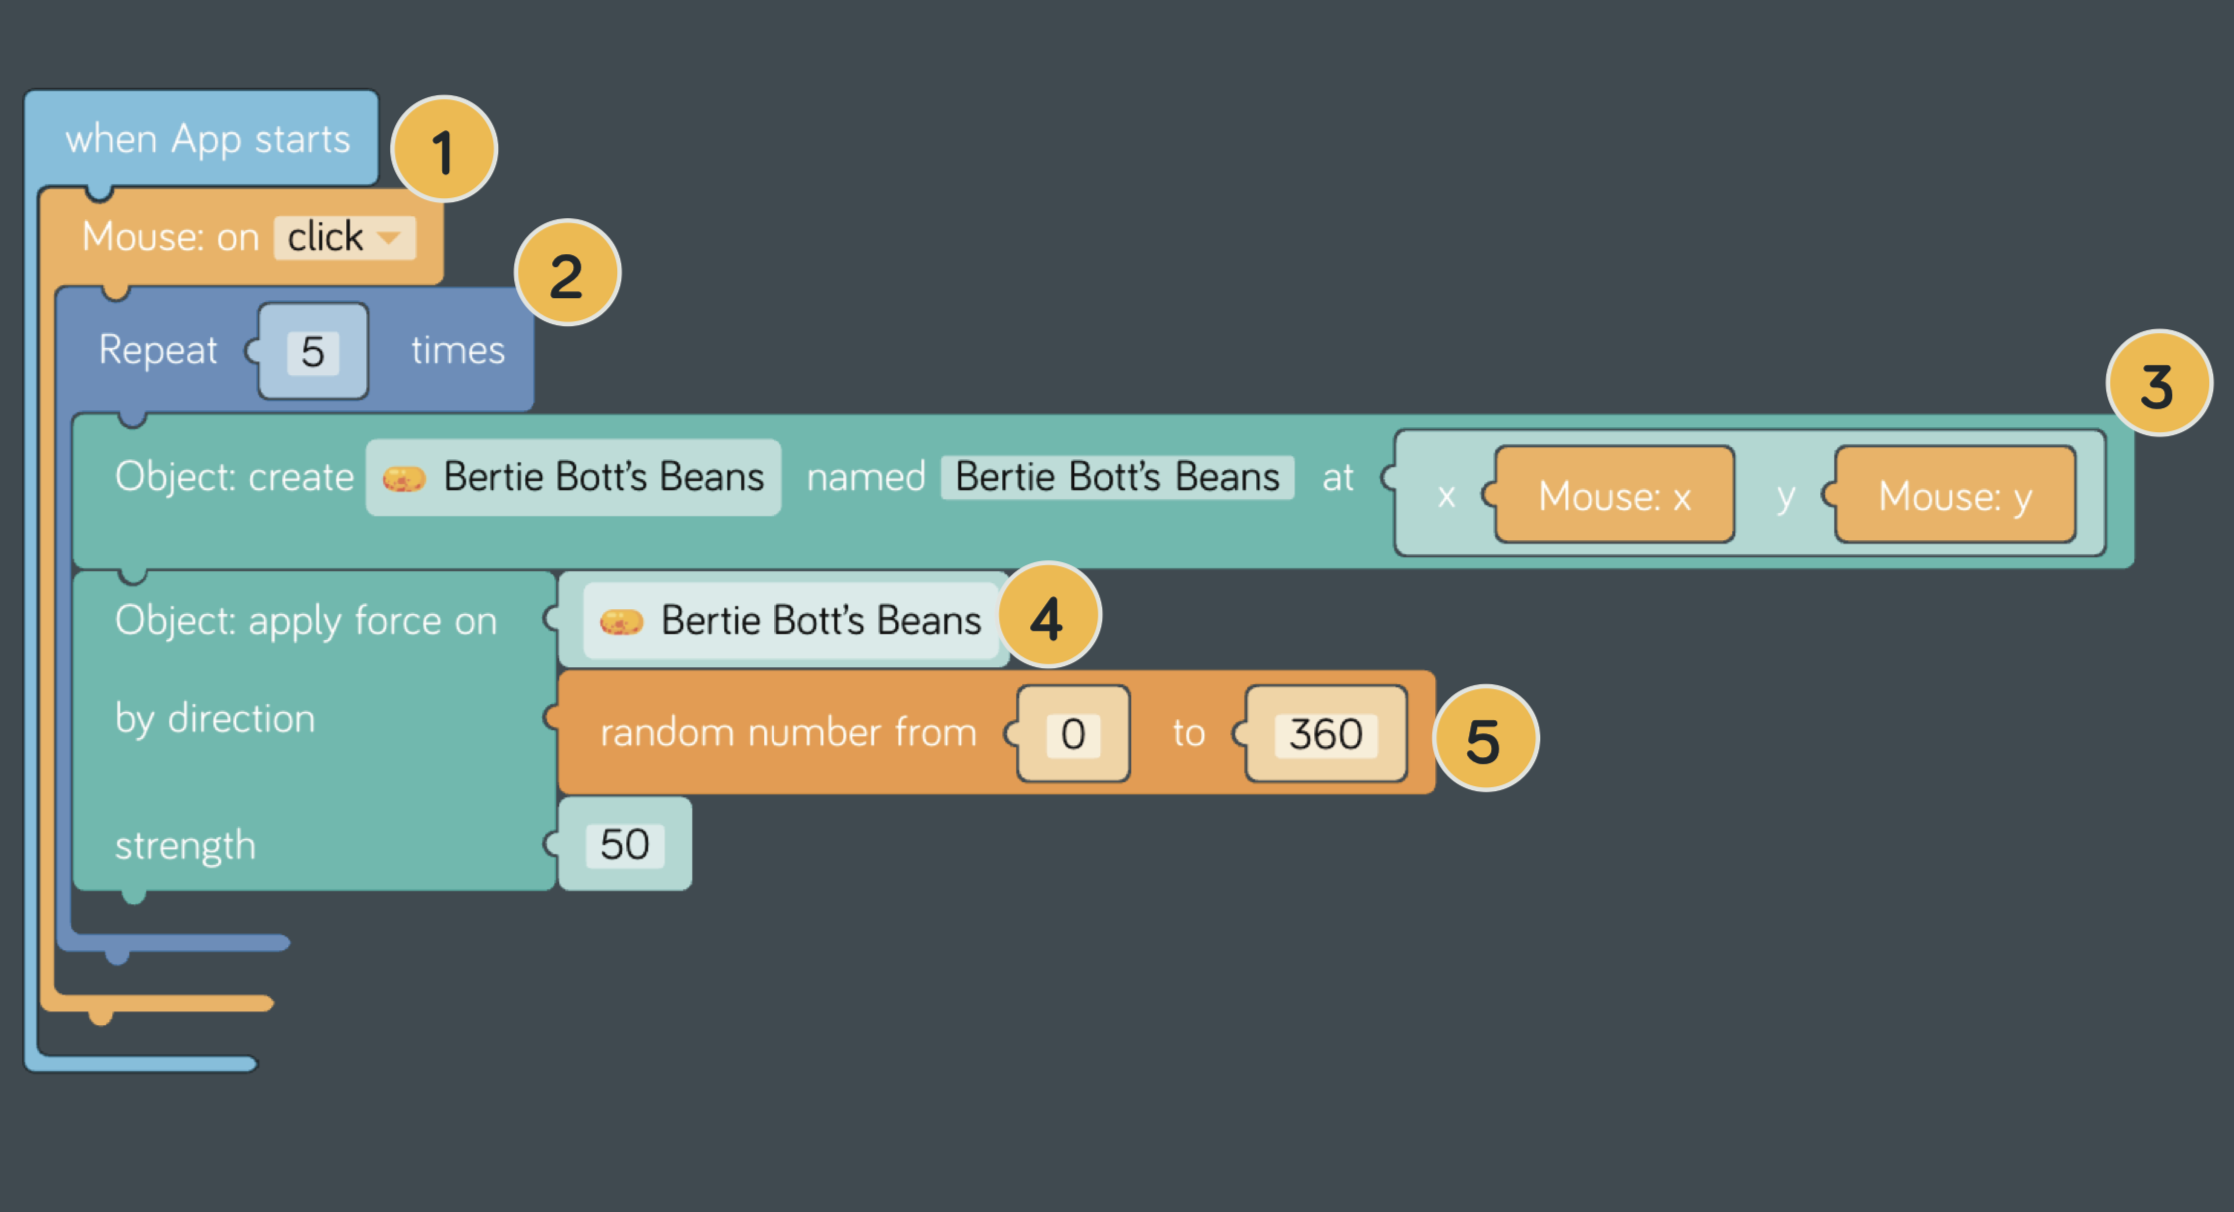 when App starts 1
Mouse: on click
2
Repeat 5 times
3
Object: create Bertie Bott’s Beans named Bertie Bott’s Beans at x Mouse: x y Mouse: y
Object: apply force on Bertie Bott’s Beans 4
by direction random number from 0 to 360 5
strength 50